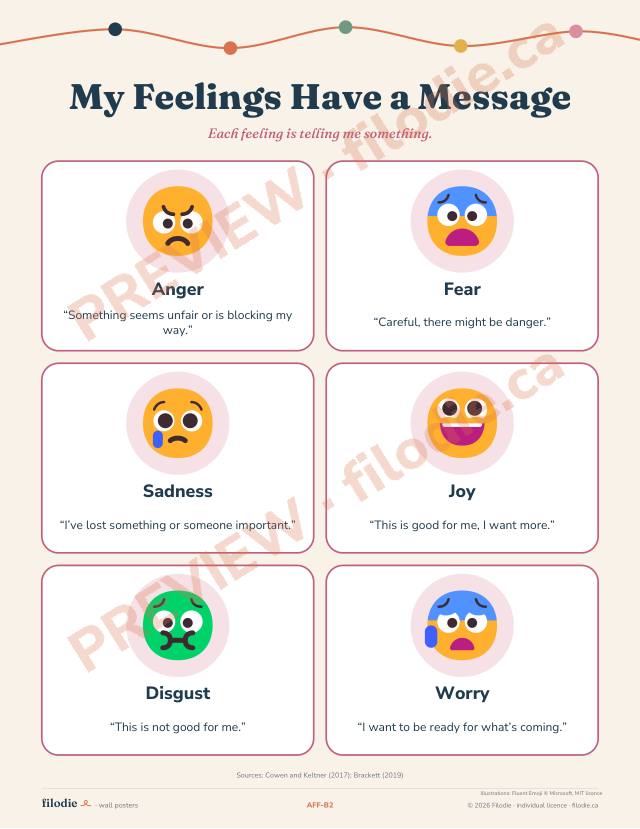 My Feelings Have a Message
Each feeling is telling me something.
Anger
“Something seems unfair or is blocking my
way.”
Fear
“Careful, there might be danger.”
Sadness
“I’ve lost something or someone important.”
Joy
“This is good for me, I want more.”
Disgust
“This is not good for me.”
Worry
“I want to be ready for what’s coming.”
PREVIEW · filodie.ca
PREVIEW · filodie.ca
Sources: Cowen and Keltner (2017); Brackett (2019)
Illustrations: Fluent Emoji © Microsoft, MIT licence
filodie · wall posters
AFF-B2
© 2026 Filodie · individual licence · filodie.ca